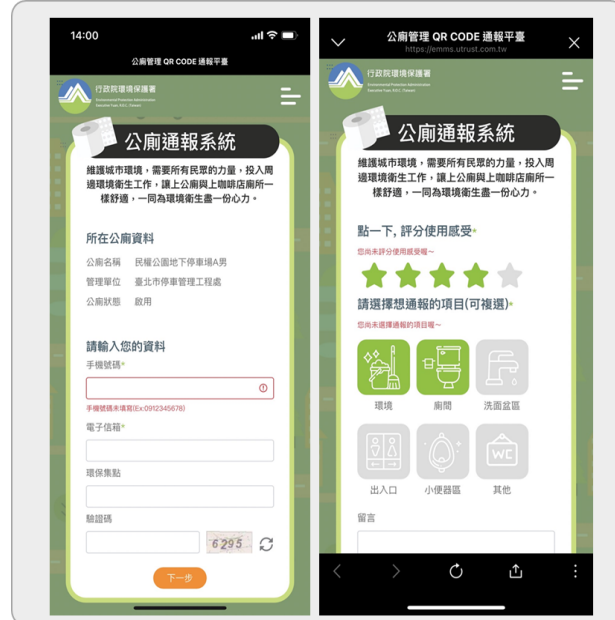 14:00
公廁管理 QR CODE 通報平臺
行政院環境保護署
公廁通報系統
維護城市環境，需要所有民眾的力量，投入周
邊環境衛生工作，讓上公廁與上咖啡店廁所一
樣舒適，一同為環境衛生盡一份心力。
所在公廁資料
公廁名稱 民權公園地下停車場A男
管理單位 臺北市停車管理工程處
公廁狀態 啟用
請輸入您的資料
手機號碼*
手機號碼未填寫(Ex:0912345678)
電子信箱*
環保集點
驗證碼
6295
下一步
公廁管理 QR CODE 通報平臺
https://emms.utrust.com.tw
行政院環境保護署
公廁通報系統
維護城市環境，需要所有民眾的力量，投入周
邊環境衛生工作，讓上公廁與上咖啡店廁所一
樣舒適，一同為環境衛生盡一份心力。
點一下, 評分使用感受*
您尚未評分使用感受喔~
請選擇想通報的項目(可複選)*
您尚未選擇通報的項目喔~
環境 廁間 洗面盆區
WC
出入口 小便器區 其他
留言